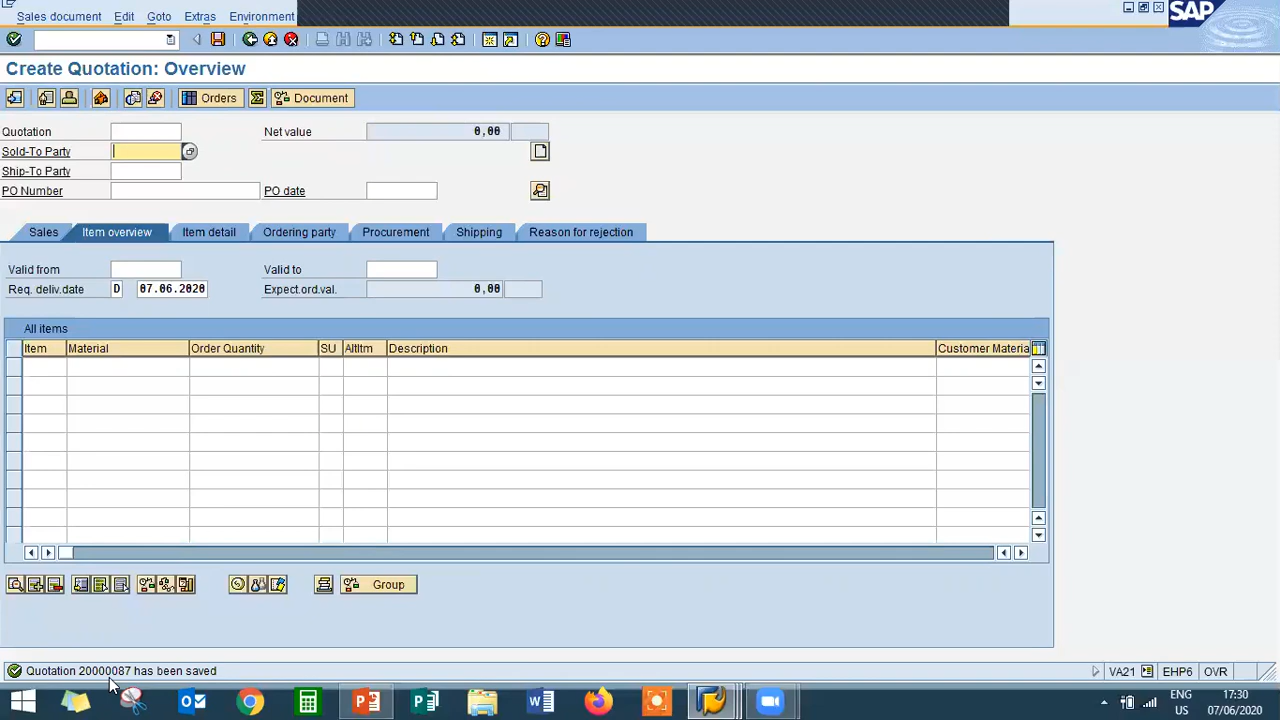 Sales document Edit Goto Extras Environment
SAP
Create Quotation: Overview
Orders Document
Quotation Net value 0,00
Sold-To Party
Ship-To Party
PO Number PO date
Sales Item overview Item detail Ordering party Procurement Shipping Reason for rejection
Valid from Valid to
Req. deliv.date D 07.06.2020 Expect.ord.val. 0,00
All items
Item Material Order Quantity SU AltItm Description Customer Materia
Group
Quotation 20000087 has been saved VA21 EHP6 OVR
ENG 17:30
US 07/06/2020